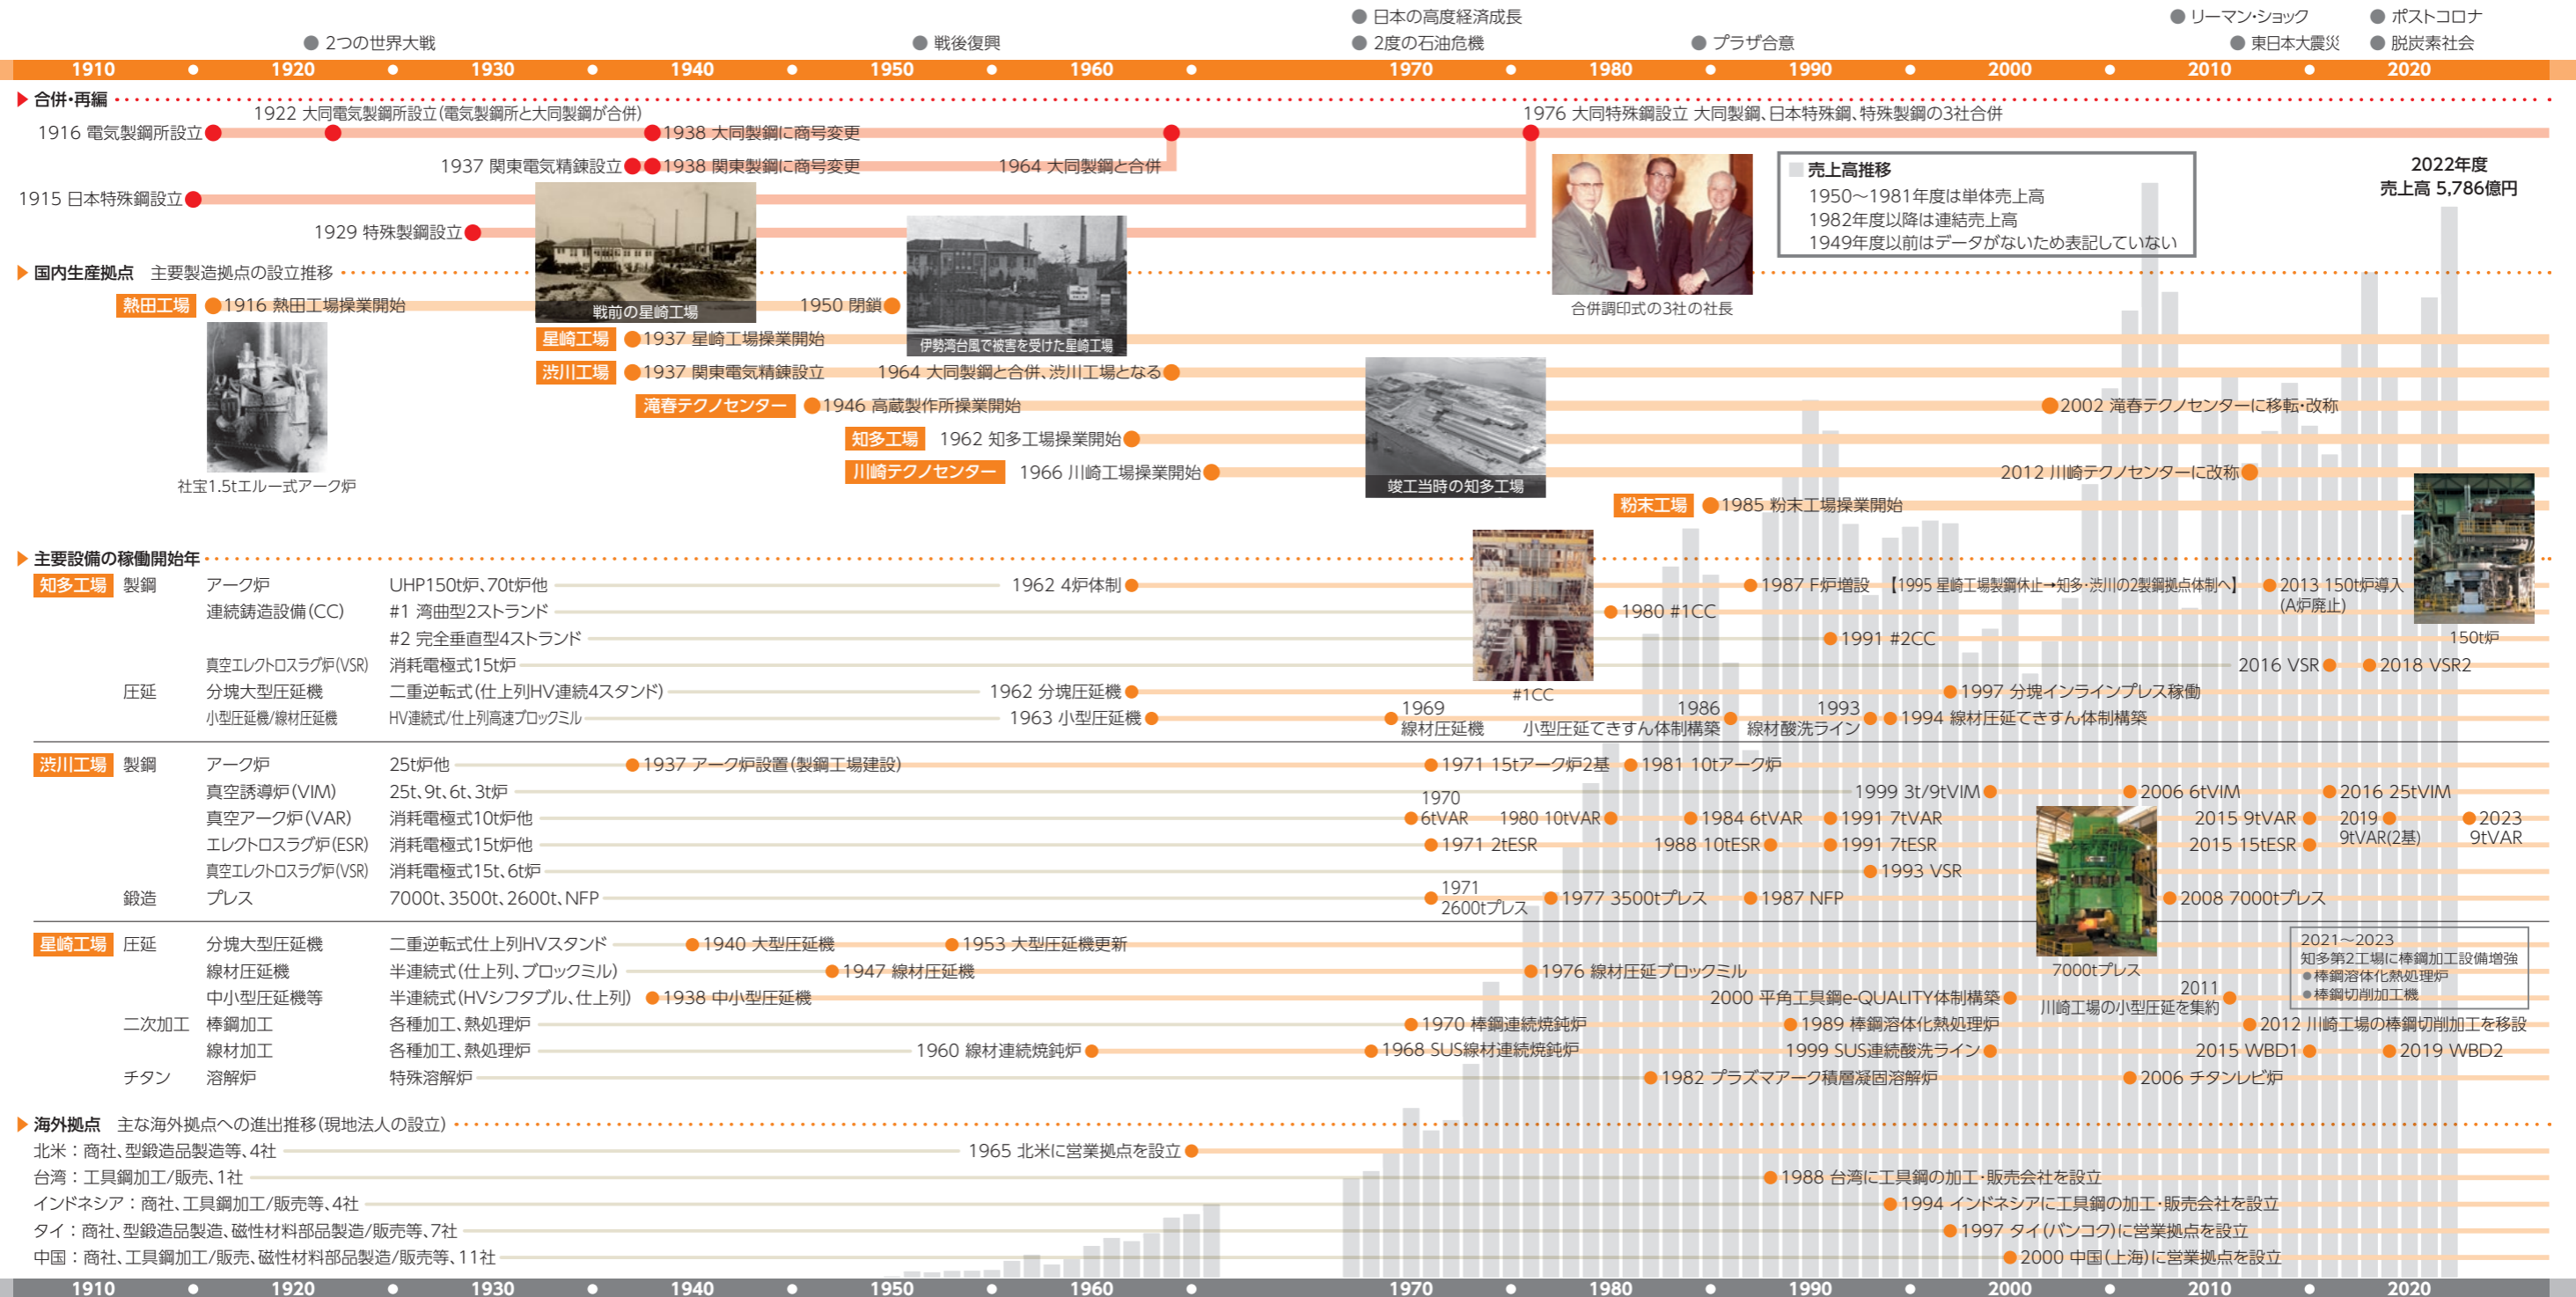 ● 日本の高度経済成長
● リーマン・ショック
● ポストコロナ
● 2つの世界大戦
● 戦後復興
● 2度の石油危機
● プラザ合意
● 東日本大震災
● 脱炭素社会
1910 1920 1930 1940 1950 1960 1970 1980 1990 2000 2010 2020
合併・再編
1922 大同電気製鋼所設立(電気製鋼所と大同製鋼が合併)
1976 大同特殊鋼設立 大同製鋼、日本特殊鋼、特殊製鋼の3社合併
1916 電気製鋼所設立
1938 大同製鋼に商号変更
1937 関東電気精錬設立
1938 関東製鋼に商号変更
1964 大同製鋼と合併
1915 日本特殊鋼設立
1929 特殊製鋼設立
合併調印式の3社の社長
売上高推移
1950～1981年度は単体売上高
1982年度以降は連結売上高
1949年度以前はデータがないため表記していない
2022年度
売上高 5,786億円
国内生産拠点 主要製造拠点の設立推移
熱田工場 1916 熱田工場操業開始 1950 閉鎖
戦前の星崎工場
伊勢湾台風で被害を受けた星崎工場
星崎工場 1937 星崎工場操業開始
渋川工場 1937 関東電気精錬設立 1964 大同製鋼と合併、渋川工場となる
滝春テクノセンター 1946 高蔵製作所操業開始 2002 滝春テクノセンターに移転・改称
知多工場 1962 知多工場操業開始
川崎テクノセンター 1966 川崎工場操業開始 2012 川崎テクノセンターに改称
社宝1.5tエルー式アーク炉
竣工当時の知多工場
粉末工場 1985 粉末工場操業開始
主要設備の稼働開始年
知多工場 製鋼 アーク炉 UHP150t炉、70t炉他 1962 4炉体制 1987 F炉増設 【1995 星崎工場製鋼休止→知多・渋川の2製鋼拠点体制へ】 2013 150t炉導入
(A炉廃止)
連続鋳造設備(CC) #1 湾曲型2ストランド 1980 #1CC
#2 完全垂直型4ストランド 1991 #2CC
150t炉
真空エレクトロスラグ炉(VSR) 消耗電極式15t炉 2016 VSR 2018 VSR2
圧延 分塊大型圧延機 二重逆転式(仕上列HV連続4スタンド) 1962 分塊圧延機 1997 分塊インラインプレス稼働
#1CC
小型圧延機/線材圧延機 HV連続式/仕上列高速ブロックミル 1963 小型圧延機
1969
線材圧延機
1986
小型圧延てきすん体制構築
1993
線材酸洗ライン
1994 線材圧延てきすん体制構築
渋川工場 製鋼 アーク炉 25t炉他 1937 アーク炉設置(製鋼工場建設) 1971 15tアーク炉2基 1981 10tアーク炉
真空誘導炉(VIM) 25t、9t、6t、3t炉 1999 3t/9tVIM 2006 6tVIM 2016 25tVIM
真空アーク炉(VAR) 消耗電極式10t炉他
1970
6tVAR
1980 10tVAR 1984 6tVAR 1991 7tVAR 2015 9tVAR
2019
9tVAR(2基)
2023
9tVAR
エレクトロスラグ炉(ESR) 消耗電極式15t炉他 1971 2tESR 1988 10tESR 1991 7tESR 2015 15tESR
真空エレクトロスラグ炉(VSR) 消耗電極式15t、6t炉 1993 VSR
鍛造 プレス 7000t、3500t、2600t、NFP
1971
2600tプレス
1977 3500tプレス 1987 NFP 2008 7000tプレス
7000tプレス
星崎工場 圧延 分塊大型圧延機 二重逆転式仕上列HVスタンド 1940 大型圧延機 1953 大型圧延機更新
線材圧延機 半連続式(仕上列、ブロックミル) 1947 線材圧延機 1976 線材圧延ブロックミル
中小型圧延機等 半連続式(HVシフタブル、仕上列) 1938 中小型圧延機 2000 平角工具鋼e-QUALITY体制構築
2011
川崎工場の小型圧延を集約
2021～2023
知多第2工場に棒鋼加工設備増強
●棒鋼溶体化熱処理炉
●棒鋼切削加工機
二次加工 棒鋼加工 各種加工、熱処理炉 1970 棒鋼連続焼鈍炉 1989 棒鋼溶体化熱処理炉 2012 川崎工場の棒鋼切削加工を移設
線材加工 各種加工、熱処理炉 1960 線材連続焼鈍炉 1968 SUS線材連続焼鈍炉 1999 SUS連続酸洗ライン 2015 WBD1 2019 WBD2
チタン 溶解炉 特殊溶解炉 1982 プラズマアーク積層凝固溶解炉 2006 チタンレビ炉
海外拠点 主な海外拠点への進出推移(現地法人の設立)
北米：商社、型鍛造品製造等、4社 1965 北米に営業拠点を設立
台湾：工具鋼加工/販売、1社 1988 台湾に工具鋼の加工・販売会社を設立
インドネシア：商社、工具鋼加工/販売等、4社 1994 インドネシアに工具鋼の加工・販売会社を設立
タイ：商社、型鍛造品製造、磁性材料部品製造/販売等、7社 1997 タイ(バンコク)に営業拠点を設立
中国：商社、工具鋼加工/販売、磁性材料部品製造/販売等、11社 2000 中国(上海)に営業拠点を設立
1910 1920 1930 1940 1950 1960 1970 1980 1990 2000 2010 2020